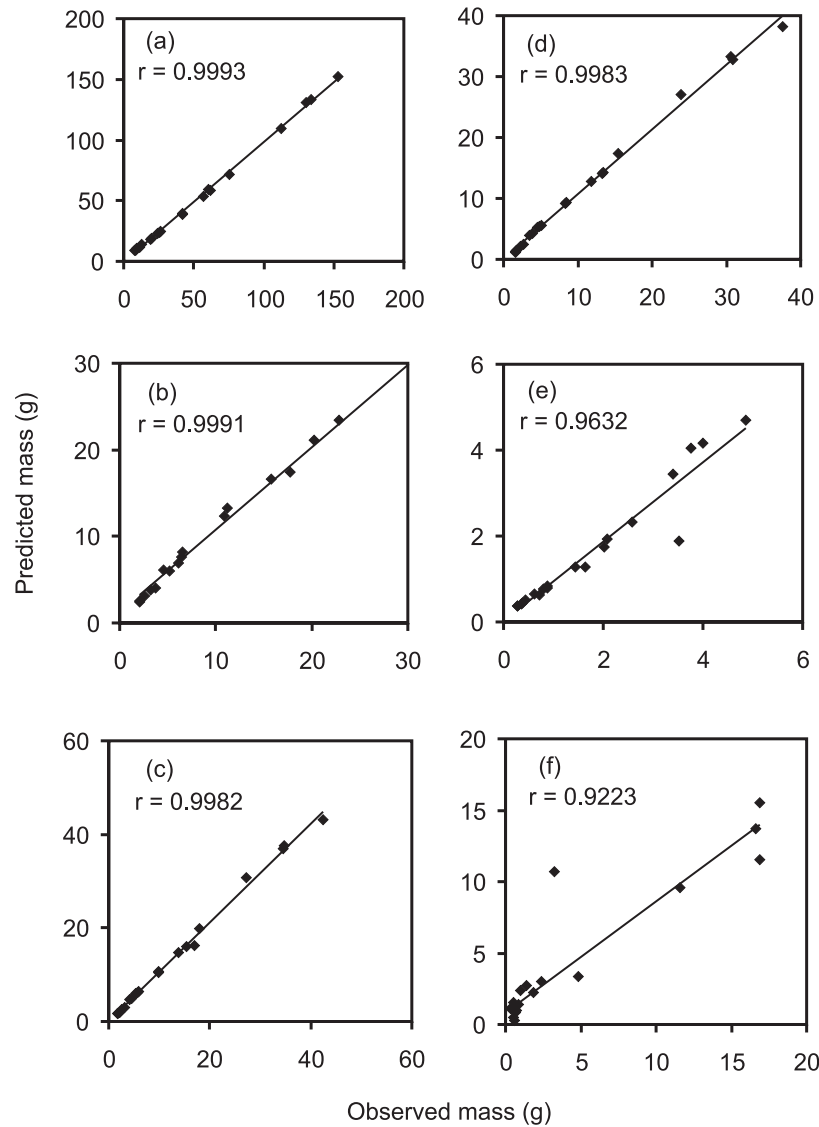 (a)
r = 0.9993
200
150
100
50
0
0 50 100 150 200
(d)
r = 0.9983
40
30
20
10
0
0 10 20 30 40
(b)
r = 0.9991
30
20
10
0
0 10 20 30
(e)
r = 0.9632
6
4
2
0
0 2 4 6
(c)
r = 0.9982
60
40
20
0
0 20 40 60
(f)
r = 0.9223
20
15
10
5
0
0 5 10 15 20
Predicted mass (g)
Observed mass (g)